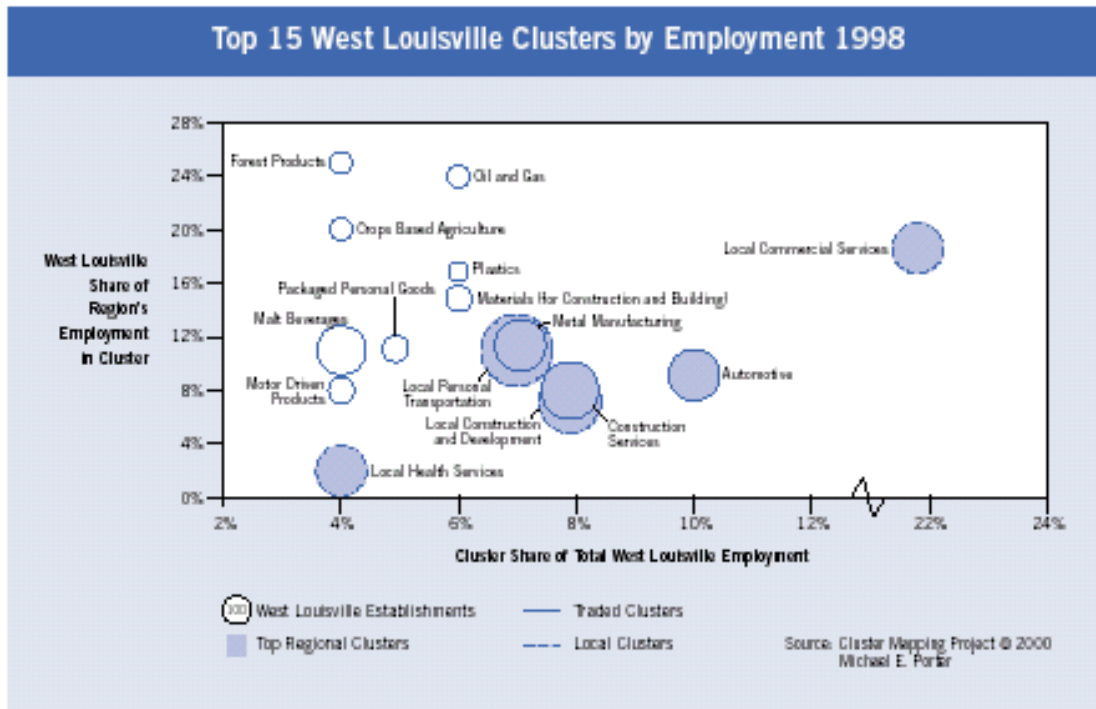 Top 15 West Louisville Clusters by Employment 1998
28%
24%
20%
16%
12%
8%
4%
0%
West Louisville
Share of
Region's
Employment
in Cluster
Forest Products
Oil and Gas
Crops Based Agriculture
Local Commercial Services
Plastics
Packaged Personal Goods
Materials (for Construction and Building)
Malt Beverages
Metal Manufacturing
Motor Driven
Products
Local Personal
Transportation
Automotive
Local Construction
and Development
Construction
Services
Local Health Services
2%
4%
6%
8%
10%
12%
22%
24%
Cluster Share of Total West Louisville Employment
100
West Louisville Establishments
Traded Clusters
Top Regional Clusters
Local Clusters
Source: Cluster Mapping Project © 2000
Michael E. Porter